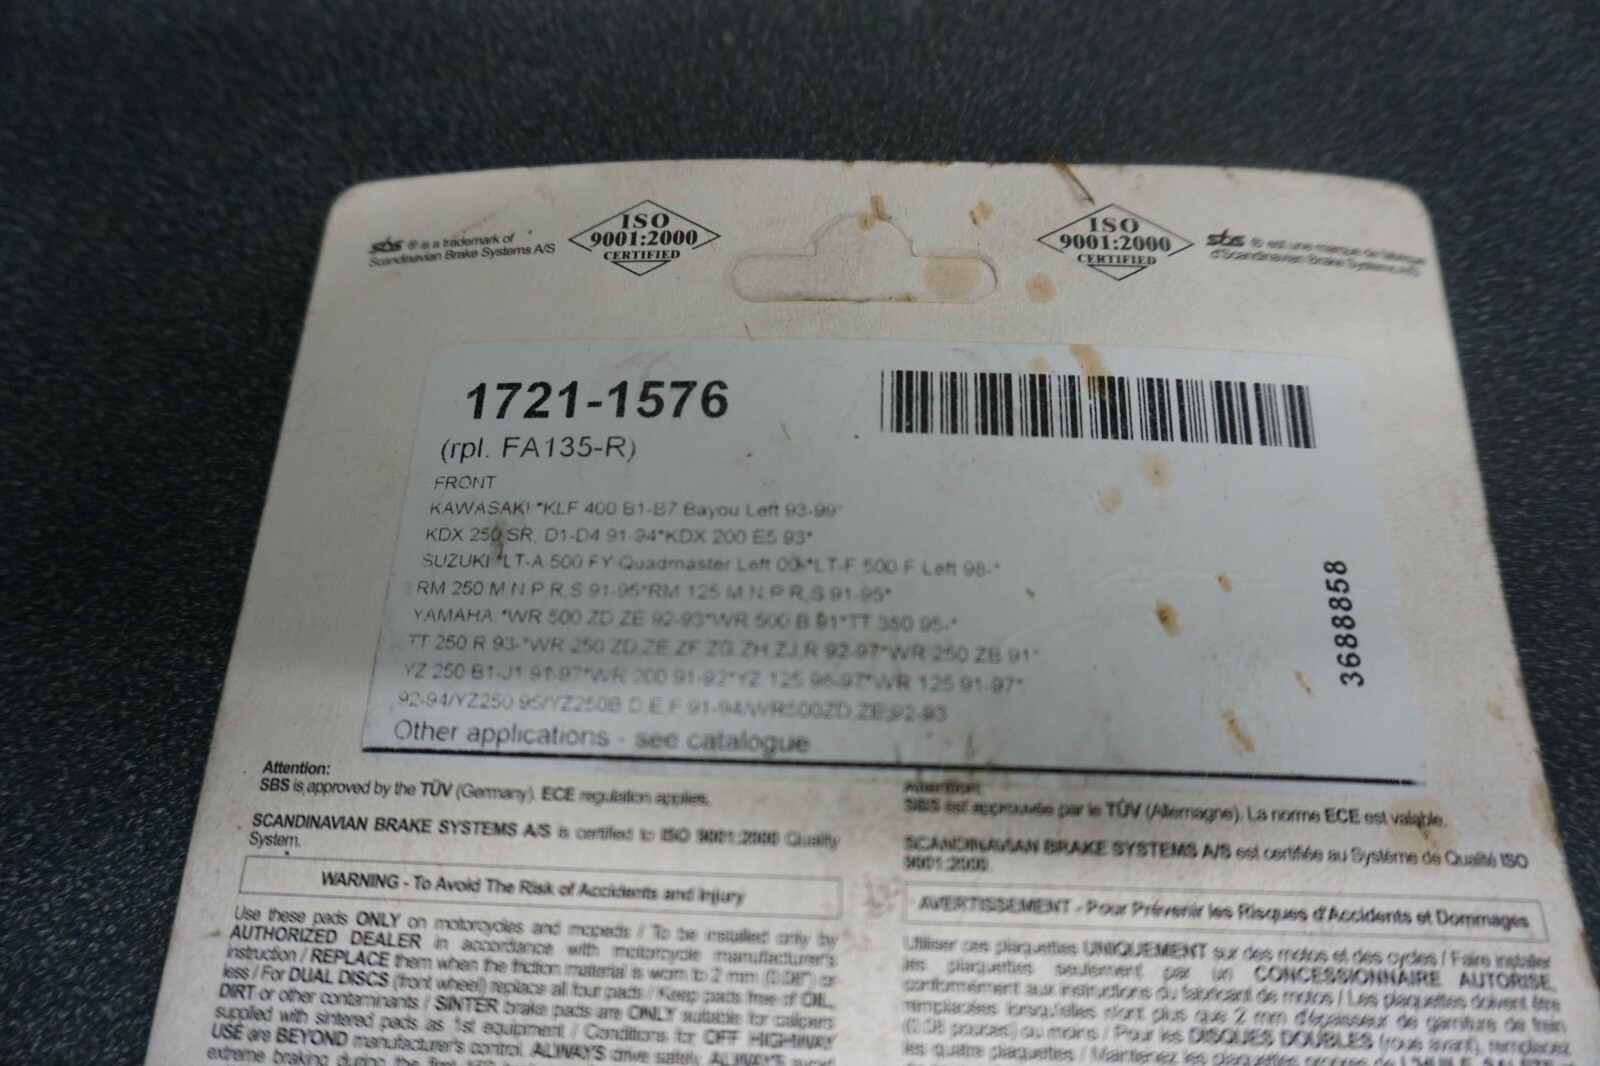 sbs ® is a trademark of
Scandinavian Brake Systems A/S
ISO
9001:2000
CERTIFIED
ISO
9001:2000
CERTIFIED
sbs ® est une marque de fabrique
d'Scandinavian Brake Systems A/S
1721-1576
(rpl. FA135-R)
FRONT
KAWASAKI *KLF 400 B1-B7 Bayou Left 93-99*
KDX 250 SR, D1-D4 91-94*KDX 200 E5 93*
SUZUKI *LT-A 500 FY Quadmaster Left 00-*LT-F 500 F Left 98-*
RM 250 M,N,P,R,S 91-95*RM 125 M,N,P,R,S 91-95*
YAMAHA *WR 500 ZD,ZE 92-93*WR 500 B 91*TT 350 95-*
TT 250 R 93-*WR 250 ZD,ZE,ZF,ZG,ZH,ZJ,R 92-97*WR 250 ZB 91*
YZ 250 B1-J1 91-97*WR 200 91-92*YZ 125 96-97*WR 125 91-97*
92-94/YZ250 95/YZ250B,D,E,F 91-94/WR500ZD,ZE,92-93
Other applications - see catalogue
3688858
Attention:
SBS is approved by the TÜV (Germany). ECE regulation applies.
SCANDINAVIAN BRAKE SYSTEMS A/S is certified to ISO 9001:2000 Quality
System.
WARNING - To Avoid The Risk of Accidents and Injury
Use these pads ONLY on motorcycles and mopeds / To be installed only by
AUTHORIZED DEALER in accordance with motorcycle manufacturer's
instruction / REPLACE them when the friction material is worn to 2 mm (0.08") or
less / For DUAL DISCS (front wheel) replace all four pads / Keep pads free of OIL,
DIRT or other contaminants / SINTER brake pads are ONLY suitable for calipers
supplied with sintered pads as 1st equipment / Conditions for OFF HIGHWAY
USE are BEYOND manufacturer's control. ALWAYS drive safely, ALWAYS avoid
extreme braking during the first
Attention:
SBS est approuvée par le TÜV (Allemagne). La norme ECE est valable.
SCANDINAVIAN BRAKE SYSTEMS A/S est certifiée au Système de Qualité ISO
9001:2000.
AVERTISSEMENT - Pour Prévenir les Risques d'Accidents et Dommages
Utiliser ces plaquettes UNIQUEMENT sur des motos et des cycles / Faire installer
les plaquettes seulement par un CONCESSIONNAIRE AUTORISE,
conformément aux instructions du fabricant de motos / Les plaquettes doivent être
remplacées lorsqu'elles n'ont plus que 2 mm d'épaisseur de garniture de frein
(0.08 pouces) ou moins / Pour les DISQUES DOUBLES (roue avant), remplacez
les quatre plaquettes / Maintenez les plaquettes propres de L'HUILE, SALETE